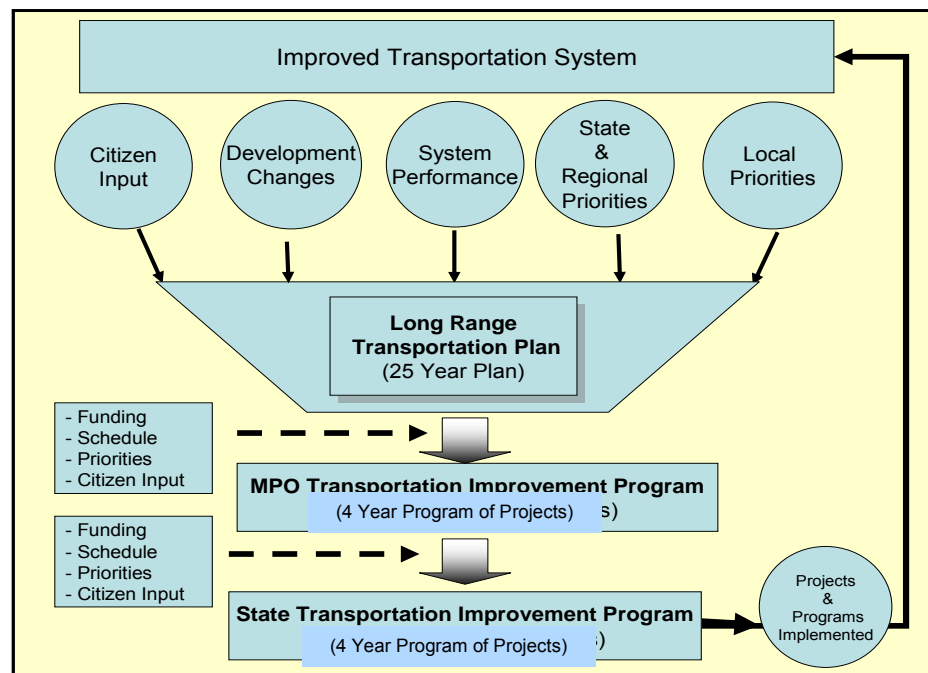 Improved Transportation System
Citizen
Input
Development
Changes
System
Performance
State
&
Regional
Priorities
Local
Priorities
Long Range
Transportation Plan
(25 Year Plan)
- Funding
- Schedule
- Priorities
- Citizen Input
MPO Transportation Improvement Program
(4 Year Program of Projects)
- Funding
- Schedule
- Priorities
- Citizen Input
State Transportation Improvement Program
(4 Year Program of Projects)
Projects
&
Programs
Implemented